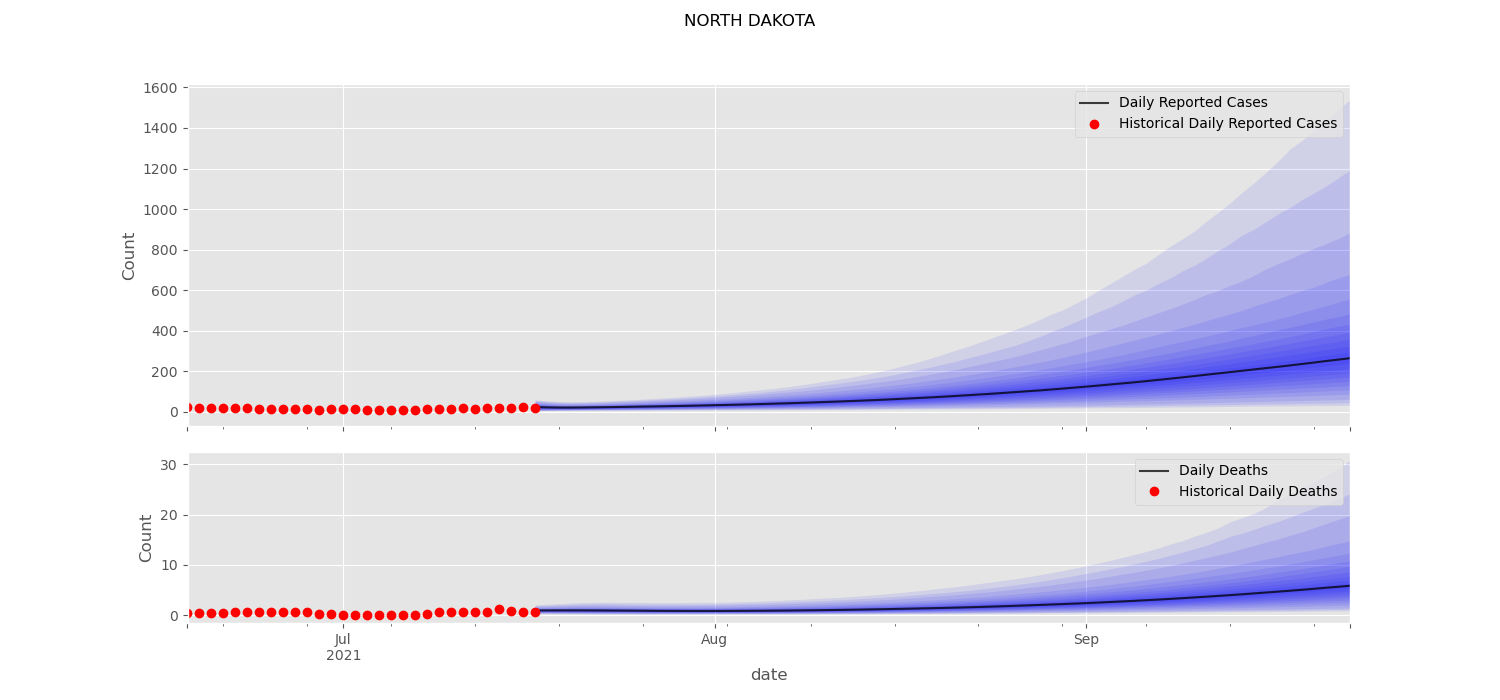 NORTH DAKOTA
1600
1400
1200
1000
800
600
400
200
0
Count
Daily Reported Cases
Historical Daily Reported Cases
30
20
10
0
Count
Daily Deaths
Historical Daily Deaths
Jul
2021
Aug
Sep
date